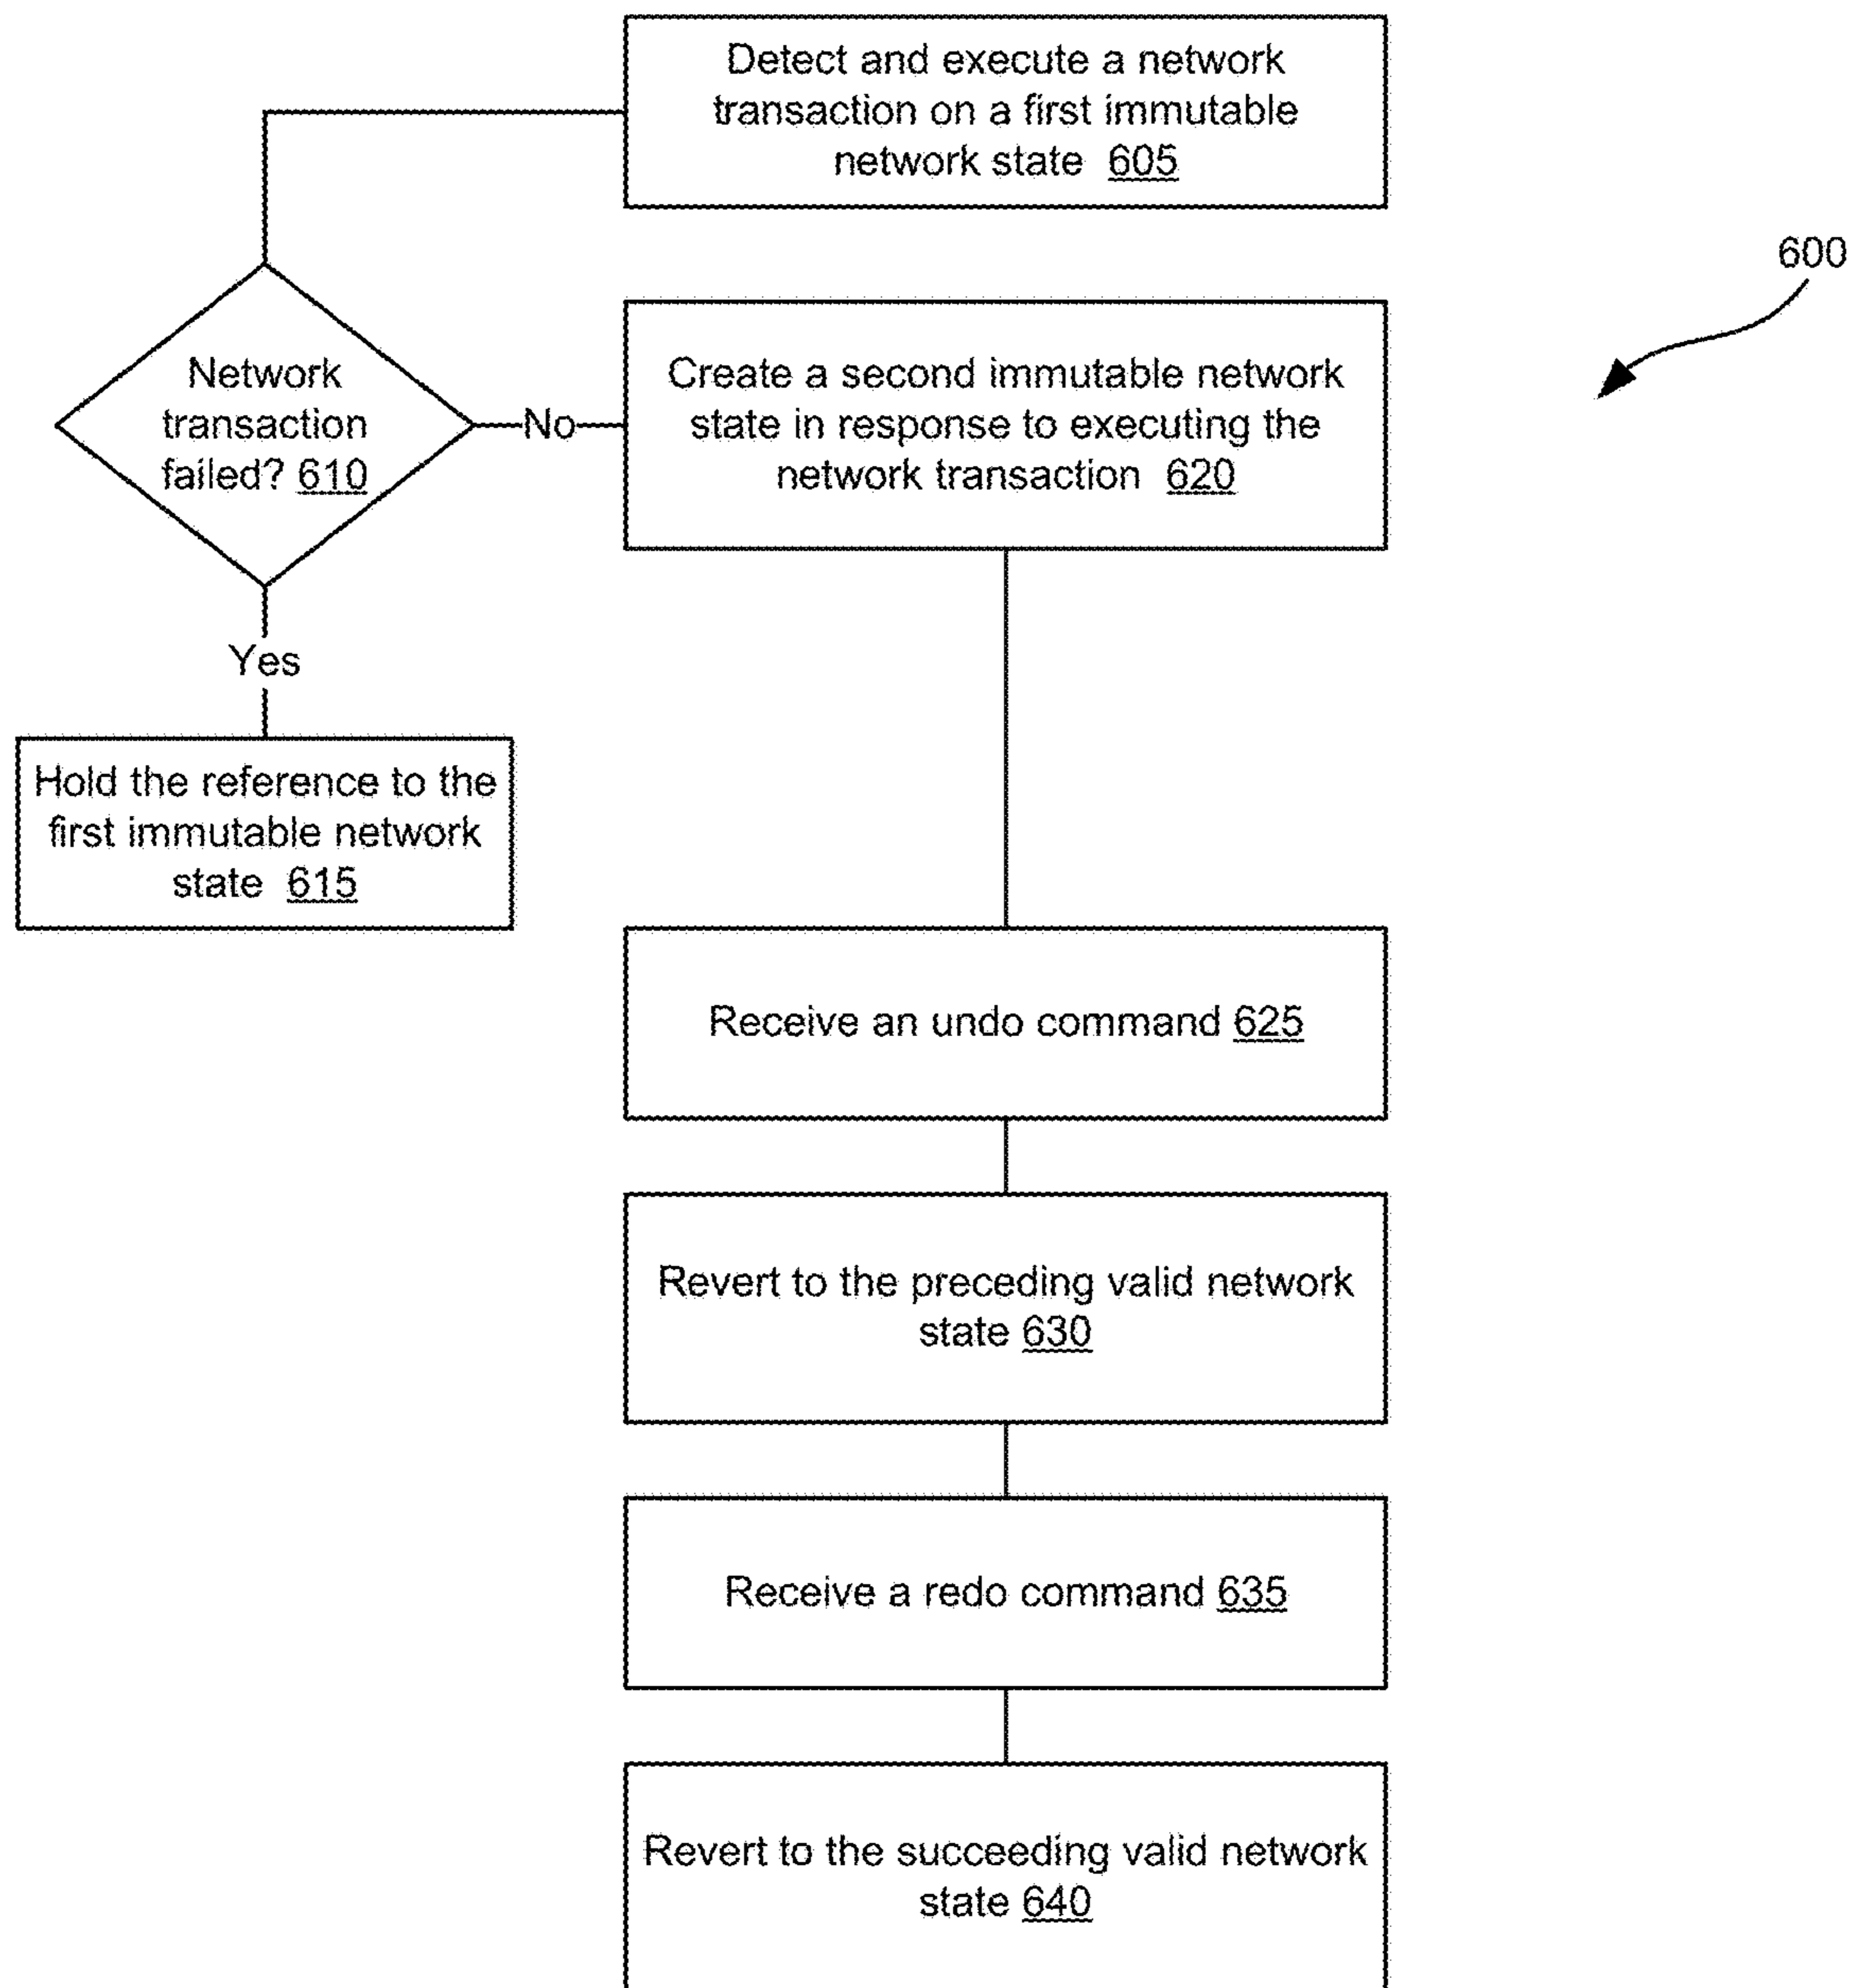 Detect and execute a network
transaction on a first immutable
network state 605
600
Network
transaction
failed? 610
No
Create a second immutable network
state in response to executing the
network transaction 620
Yes
Hold the reference to the
first immutable network
state 615
Receive an undo command 625
Revert to the preceding valid network
state 630
Receive a redo command 635
Revert to the succeeding valid network
state 640